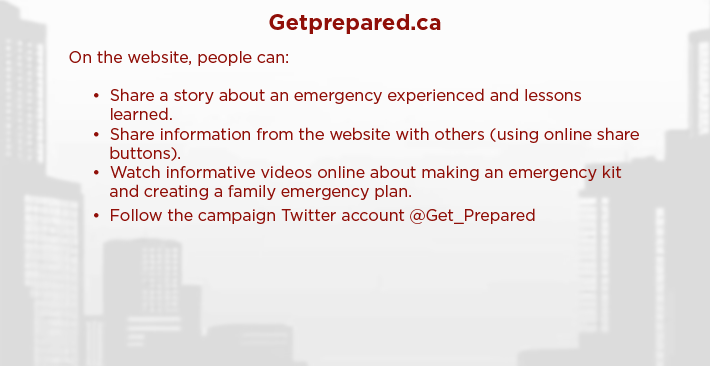 Getprepared.ca
On the website, people can:
• Share a story about an emergency experienced and lessons
learned.
• Share information from the website with others (using online share
buttons).
• Watch informative videos online about making an emergency kit
and creating a family emergency plan.
• Follow the campaign Twitter account @Get_Prepared